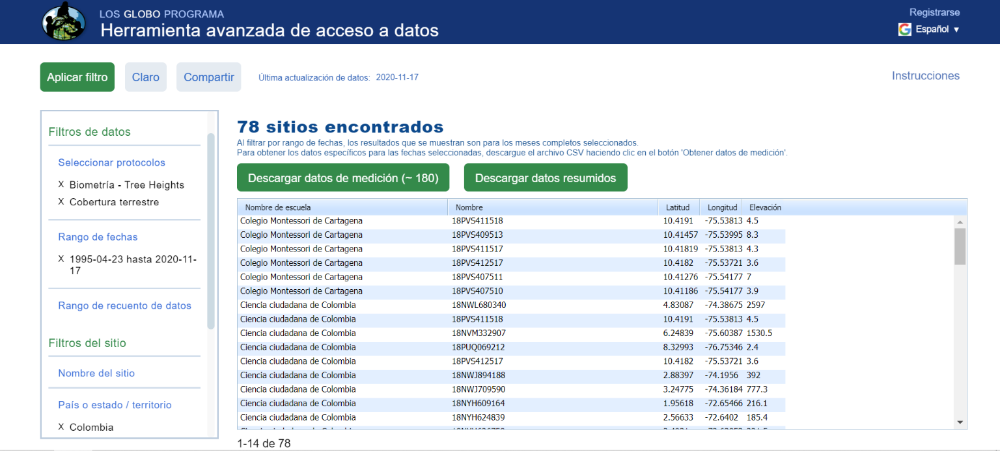 LOS GLOBO PROGRAMA
Herramienta avanzada de acceso a datos
Registrarse
Español ▼
Aplicar filtro
Claro
Compartir
Última actualización de datos: 2020-11-17
Instrucciones
Filtros de datos
Seleccionar protocolos
X Biometría - Tree Heights
X Cobertura terrestre
Rango de fechas
X 1995-04-23 hasta 2020-11-
17
Rango de recuento de datos
Filtros del sitio
Nombre del sitio
País o estado / territorio
X Colombia
78 sitios encontrados
Al filtrar por rango de fechas, los resultados que se muestran son para los meses completos seleccionados.
Para obtener los datos específicos para las fechas seleccionadas, descargue el archivo CSV haciendo clic en el botón 'Obtener datos de medición'.
Descargar datos de medición (~ 180)
Descargar datos resumidos
Nombre de escuela Nombre Latitud Longitud Elevación
Colegio Montessori de Cartagena 18PVS411518 10.4191 -75.53813 4.5
Colegio Montessori de Cartagena 18PVS409513 10.41457 -75.53995 8.3
Colegio Montessori de Cartagena 18PVS411517 10.41819 -75.53813 4.3
Colegio Montessori de Cartagena 18PVS412517 10.4182 -75.53721 3.6
Colegio Montessori de Cartagena 18PVS407511 10.41276 -75.54177 7
Colegio Montessori de Cartagena 18PVS407510 10.41186 -75.54177 3.9
Ciencia ciudadana de Colombia 18NWL680340 4.83087 -74.38675 2597
Ciencia ciudadana de Colombia 18PVS411518 10.4191 -75.53813 4.5
Ciencia ciudadana de Colombia 18NVM332907 6.24839 -75.60387 1530.5
Ciencia ciudadana de Colombia 18PUQ069212 8.32993 -76.75346 2.4
Ciencia ciudadana de Colombia 18PVS412517 10.4182 -75.53721 3.6
Ciencia ciudadana de Colombia 18NWJ894188 2.88397 -74.1956 392
Ciencia ciudadana de Colombia 18NWJ709590 3.24775 -74.36184 777.3
Ciencia ciudadana de Colombia 18NYH609164 1.95618 -72.65466 216.1
Ciencia ciudadana de Colombia 18NYH624839 2.56633 -72.6402 185.4
1-14 de 78